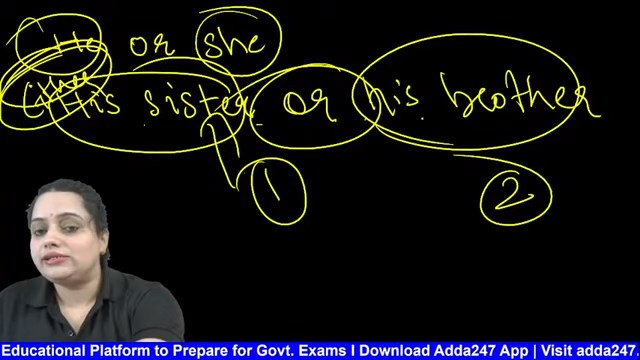 He or she
His sister or his brother
1 2
Educational Platform to Prepare for Govt. Exams I Download Adda247 App | Visit adda247.